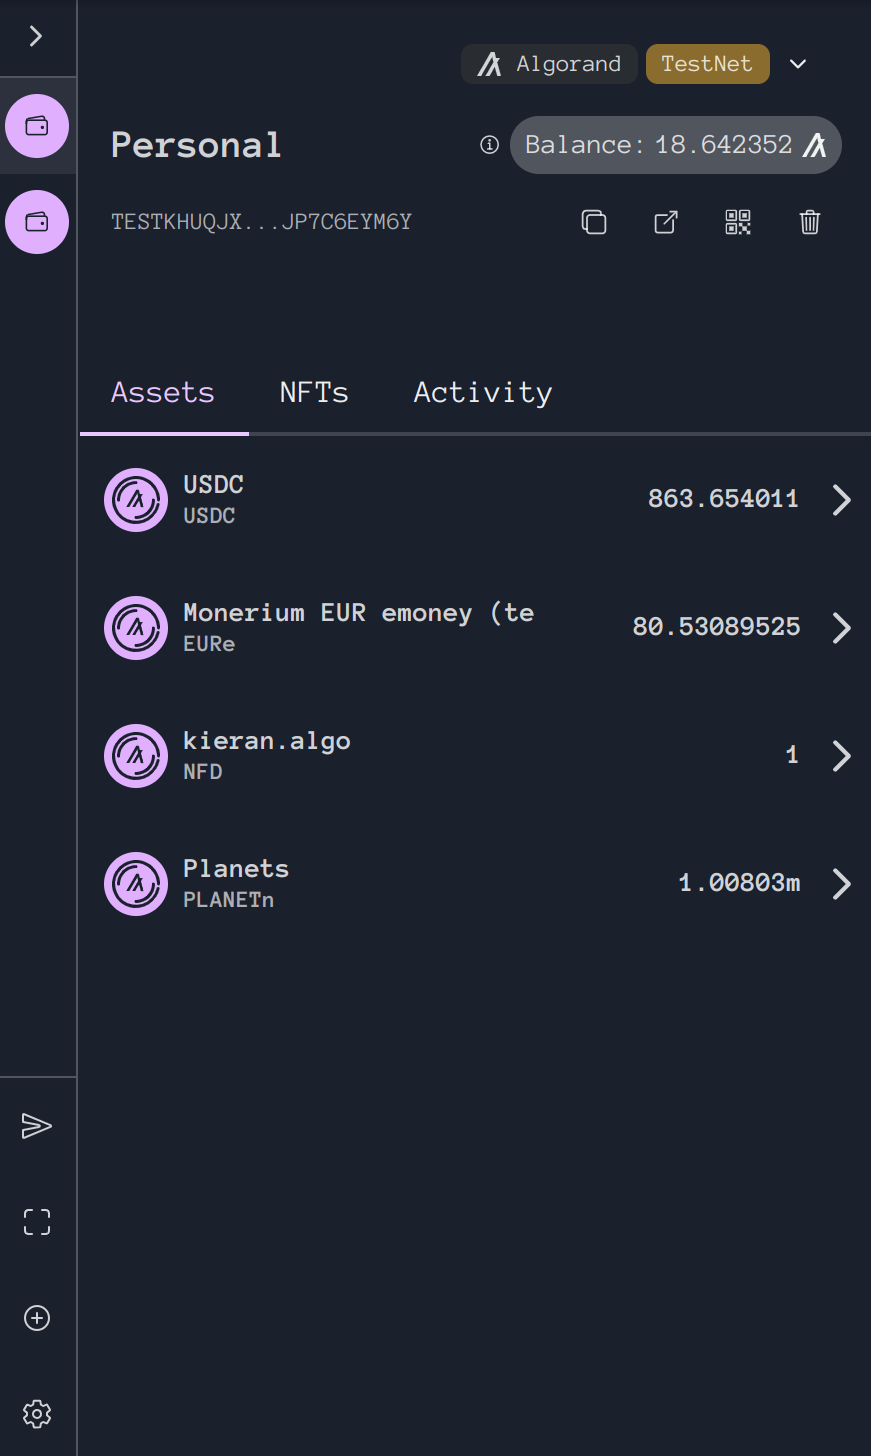 Algorand TestNet
Personal Balance: 18.642352
TESTKHUQJX...JP7C6EYM6Y
Assets NFTs Activity
USDC 863.654011
USDC
Monerium EUR emoney (te 80.53089525
EURe
kieran.algo 1
NFD
Planets 1.00803m
PLANETn